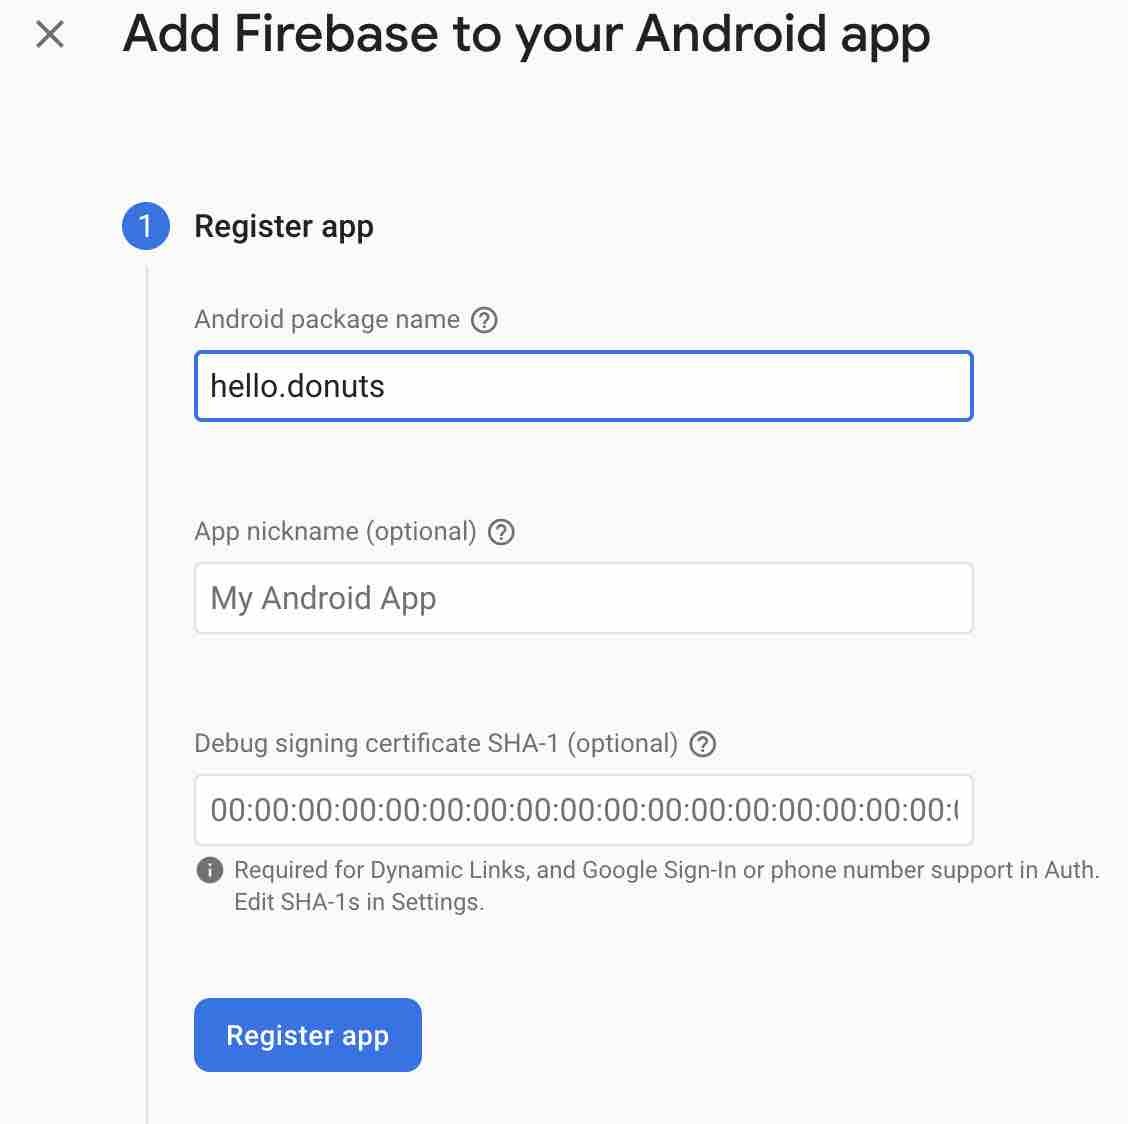 Add Firebase to your Android app
1 Register app
Android package name ?
hello.donuts
App nickname (optional) ?
My Android App
Debug signing certificate SHA-1 (optional) ?
00:00:00:00:00:00:00:00:00:00:00:00:00:00:00:00:00:
Required for Dynamic Links, and Google Sign-In or phone number support in Auth.
Edit SHA-1s in Settings.
Register app